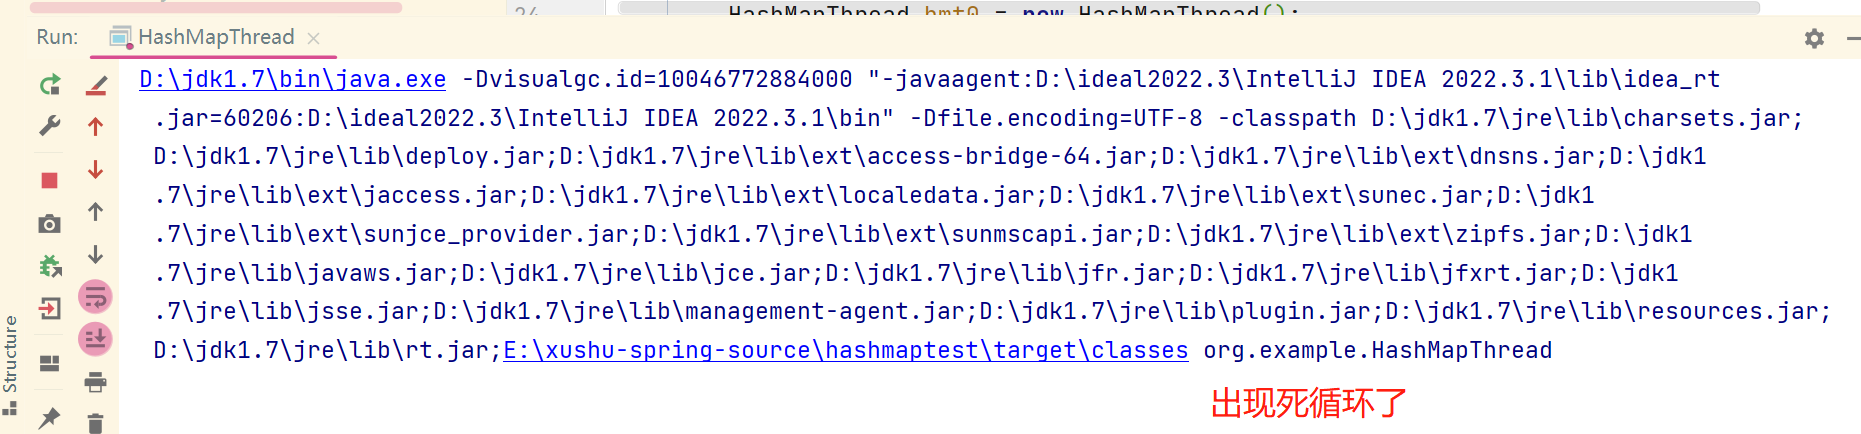 24
HashMapThread hmt0 = new HashMapThread();
Run: HashMapThread
D:\jdk1.7\bin\java.exe -Dvisualgc.id=10046772884000 "-javaagent:D:\ideal2022.3\IntelliJ IDEA 2022.3.1\lib\idea_rt
.jar=60206:D:\ideal2022.3\IntelliJ IDEA 2022.3.1\bin" -Dfile.encoding=UTF-8 -classpath D:\jdk1.7\jre\lib\charsets.jar;
D:\jdk1.7\jre\lib\deploy.jar;D:\jdk1.7\jre\lib\ext\access-bridge-64.jar;D:\jdk1.7\jre\lib\ext\dnsns.jar;D:\jdk1
.7\jre\lib\ext\jaccess.jar;D:\jdk1.7\jre\lib\ext\localedata.jar;D:\jdk1.7\jre\lib\ext\sunec.jar;D:\jdk1
.7\jre\lib\ext\sunjce_provider.jar;D:\jdk1.7\jre\lib\ext\sunmscapi.jar;D:\jdk1.7\jre\lib\ext\zipfs.jar;D:\jdk1
.7\jre\lib\javaws.jar;D:\jdk1.7\jre\lib\jce.jar;D:\jdk1.7\jre\lib\jfr.jar;D:\jdk1.7\jre\lib\jfxrt.jar;D:\jdk1
.7\jre\lib\jsse.jar;D:\jdk1.7\jre\lib\management-agent.jar;D:\jdk1.7\jre\lib\plugin.jar;D:\jdk1.7\jre\lib\resources.jar;
D:\jdk1.7\jre\lib\rt.jar;E:\xushu-spring-source\hashmaptest\target\classes org.example.HashMapThread
出现死循环了
Structure